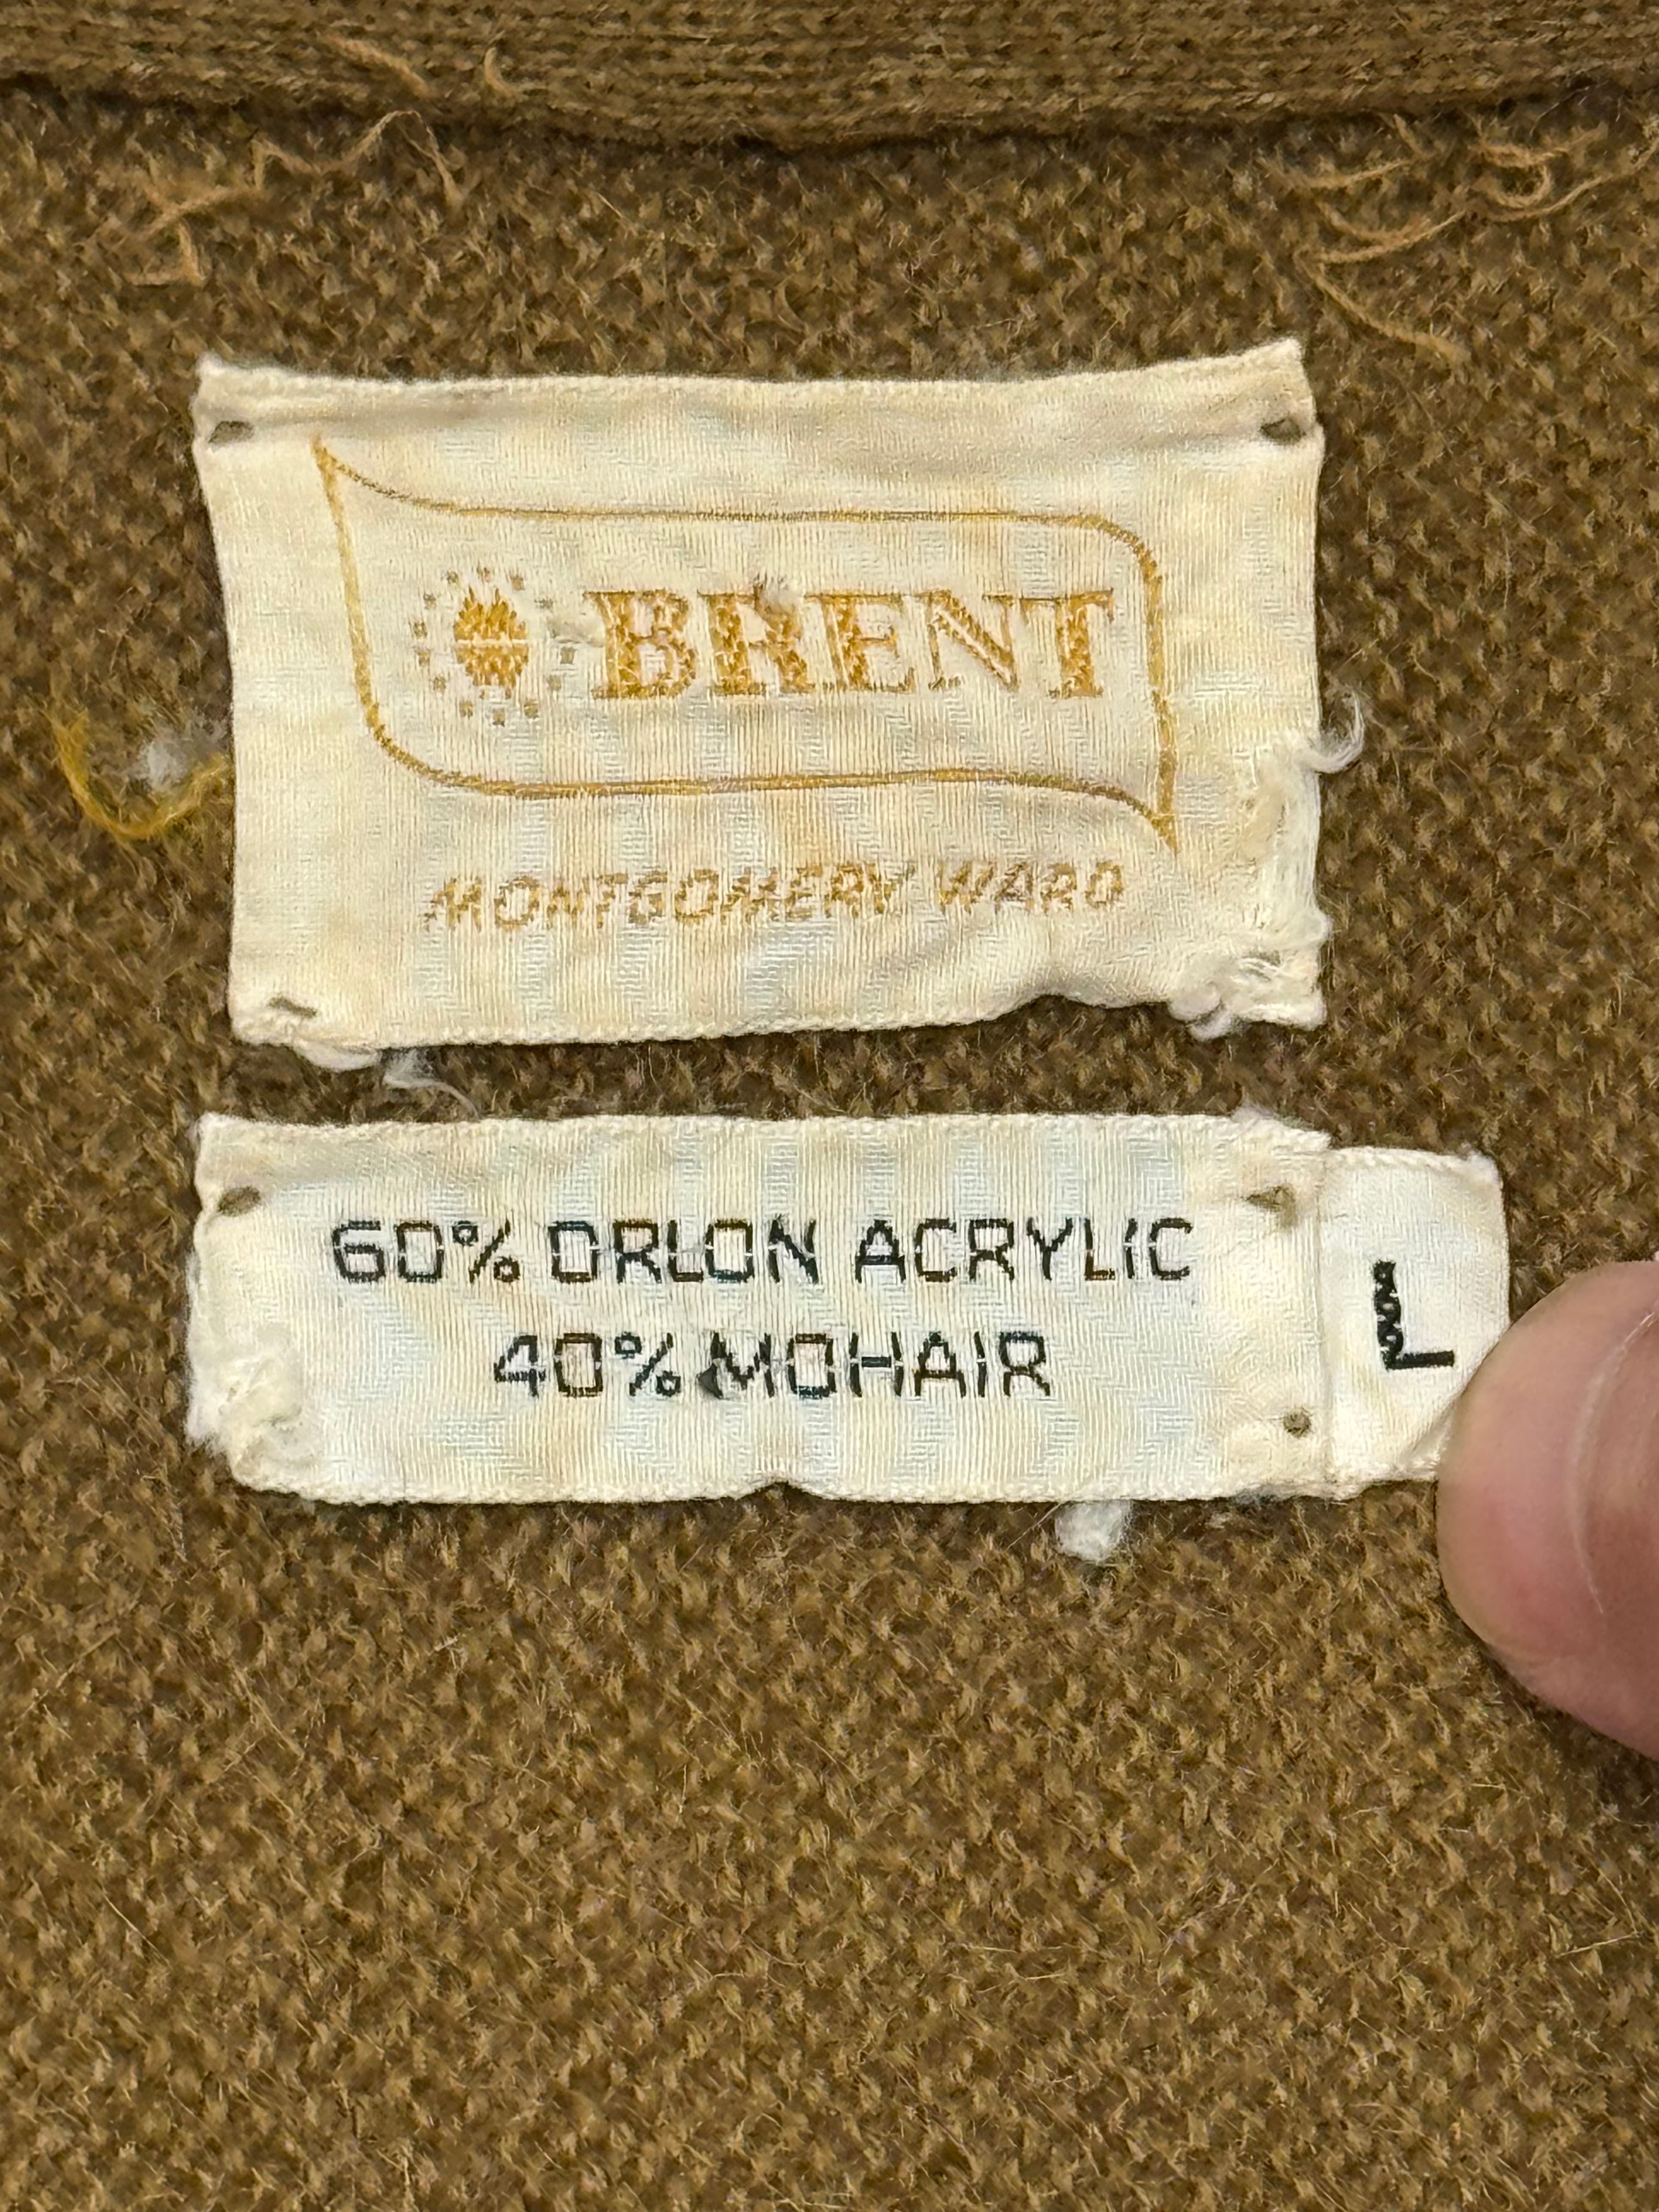 BRENT
MONTGOMERY WARD
60% ORLON ACRYLIC
40% MOHAIR
L